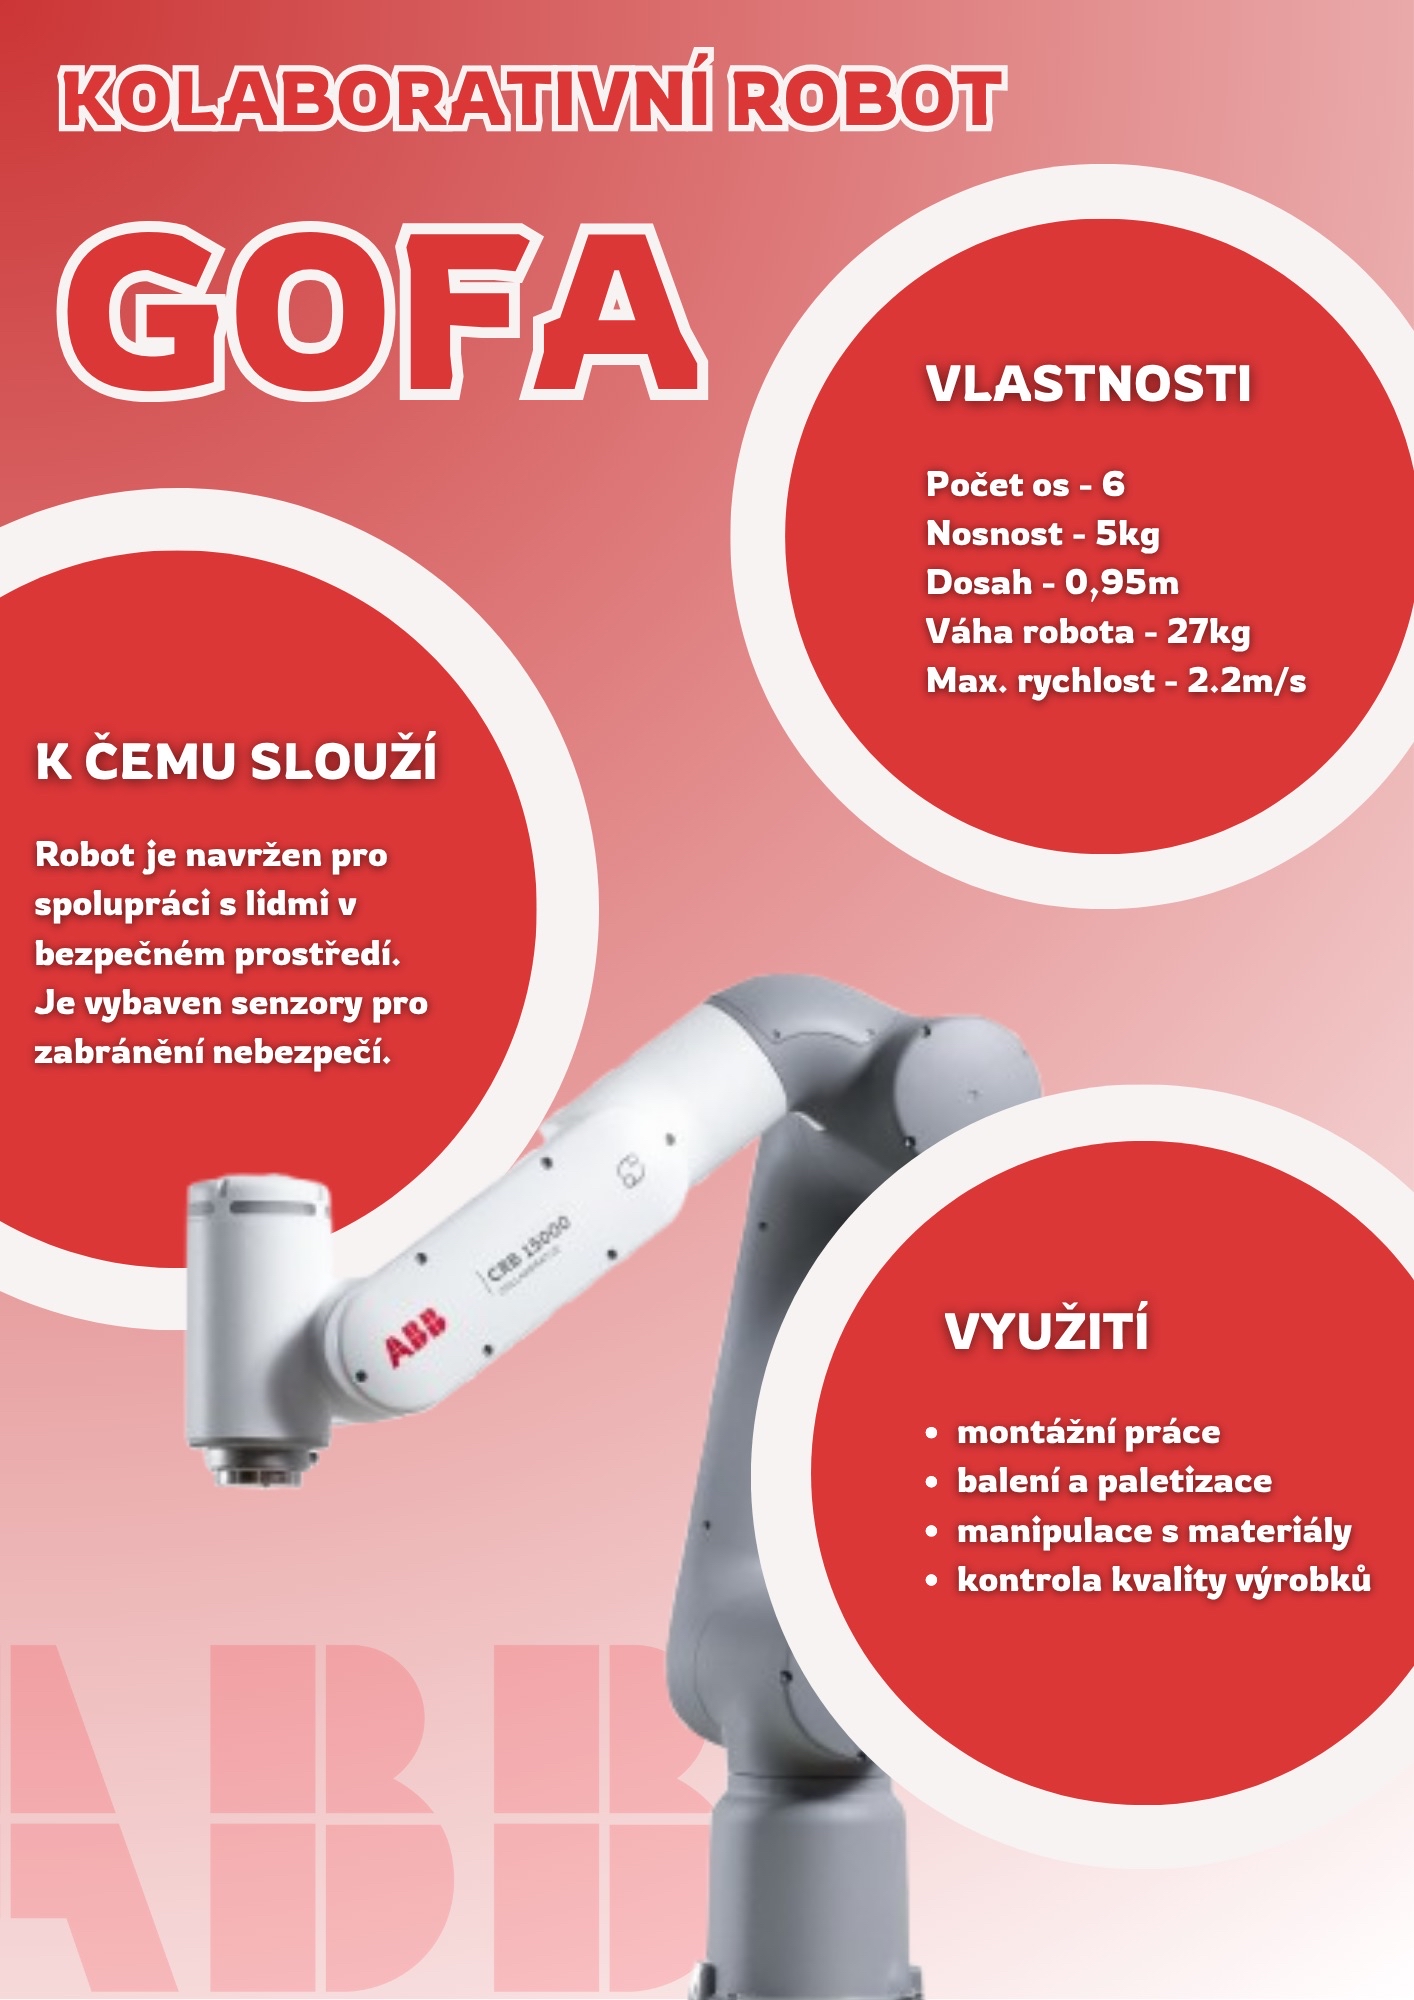 KOLABORATIVNÍ ROBOT
GOFA
VLASTNOSTI
Počet os - 6
Nosnost - 5kg
Dosah - 0,95m
Váha robota - 27kg
Max. rychlost - 2.2m/s
K ČEMU SLOUŽÍ
Robot je navržen pro
spolupráci s lidmi v
bezpečném prostředí.
Je vybaven senzory pro
zabránění nebezpečí.
CRB 15000
ABB
VYUŽITÍ
• montážní práce
• balení a paletizace
• manipulace s materiály
• kontrola kvality výrobků
ABB